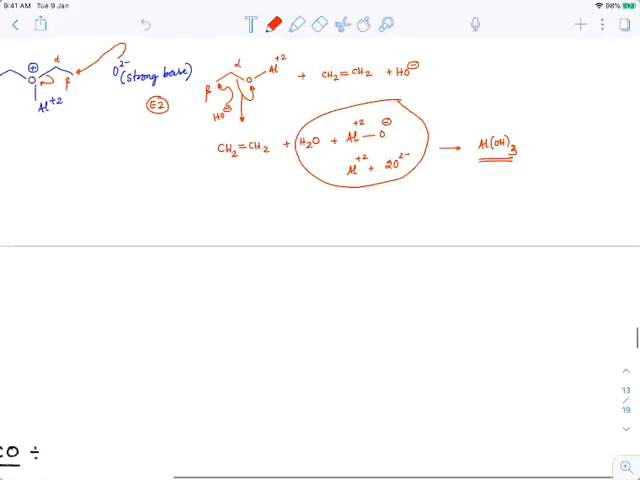 9:41 AM Tue 9 Jan
98%
⊕
α
O
β
Al+2
O2- (strong base)
E2
α
Al+2
O
β
HO⊖
+ CH2=CH2 + HO⊖
CH2=CH2 + H2O + Al+2—O⊖ → Al(OH)3
Al+2 + 2O2-
13
/
19
CO ÷